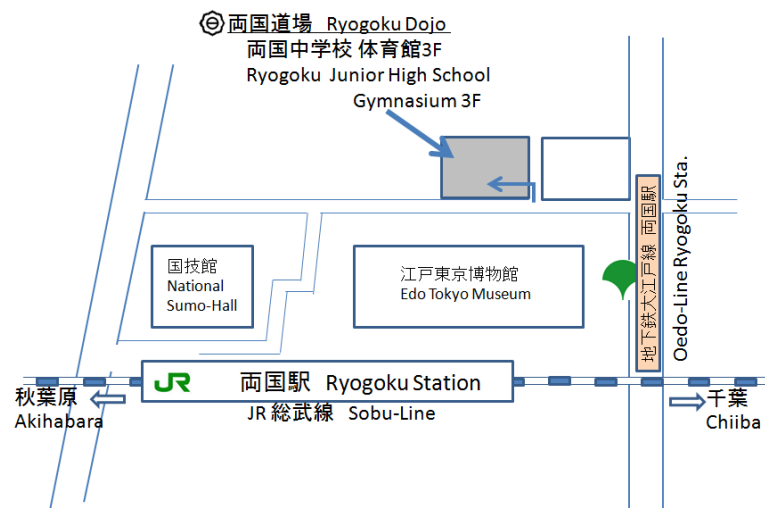 両国道場 Ryogoku Dojo
両国中学校 体育館3F
Ryogoku Junior High School
Gymnasium 3F
国技館
National
Sumo-Hall
江戸東京博物館
Edo Tokyo Museum
地下鉄大江戸線 両国駅
Oedo-Line Ryogoku Sta.
JR 両国駅 Ryogoku Station
JR 総武線 Sobu-Line
秋葉原
Akihabara
千葉
Chiiba